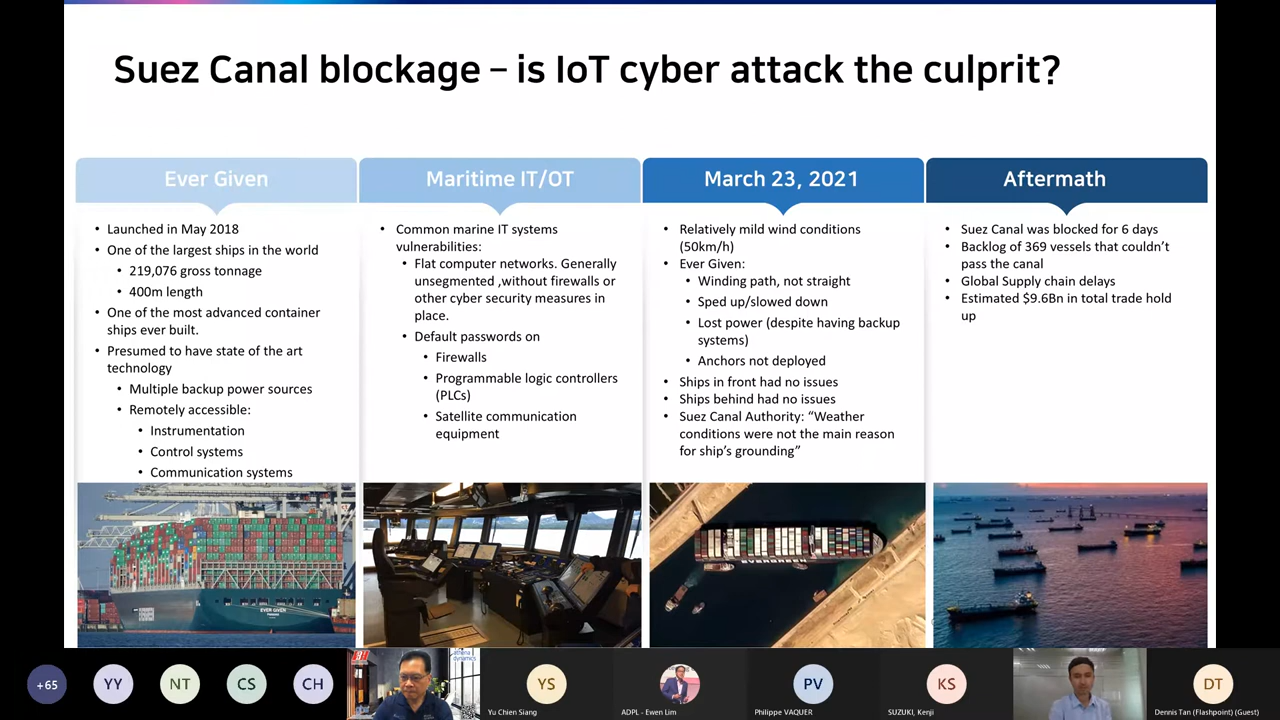 Suez Canal blockage – is IoT cyber attack the culprit?
Ever Given
• Launched in May 2018
• One of the largest ships in the world
• 219,076 gross tonnage
• 400m length
• One of the most advanced container
ships ever built.
• Presumed to have state of the art
technology
• Multiple backup power sources
• Remotely accessible:
• Instrumentation
• Control systems
• Communication systems
Maritime IT/OT
• Common marine IT systems
vulnerabilities:
• Flat computer networks. Generally
unsegmented ,without firewalls or
other cyber security measures in
place.
• Default passwords on
• Firewalls
• Programmable logic controllers
(PLCs)
• Satellite communication
equipment
March 23, 2021
• Relatively mild wind conditions
(50km/h)
• Ever Given:
• Winding path, not straight
• Sped up/slowed down
• Lost power (despite having backup
systems)
• Anchors not deployed
• Ships in front had no issues
• Ships behind had no issues
• Suez Canal Authority: “Weather
conditions were not the main reason
for ship’s grounding”
Aftermath
• Suez Canal was blocked for 6 days
• Backlog of 369 vessels that couldn’t
pass the canal
• Global Supply chain delays
• Estimated $9.6Bn in total trade hold
up
EVER GIVEN
EVERGREEN
+65
YY
NT
CS
CH
athena
dynamics
YS
Yu Chien Siang
ADPL - Ewen Lim
PV
Philippe VAQUER
KS
SUZUKI, Kenji
DT
Dennis Tan (Flashpoint) (Guest)